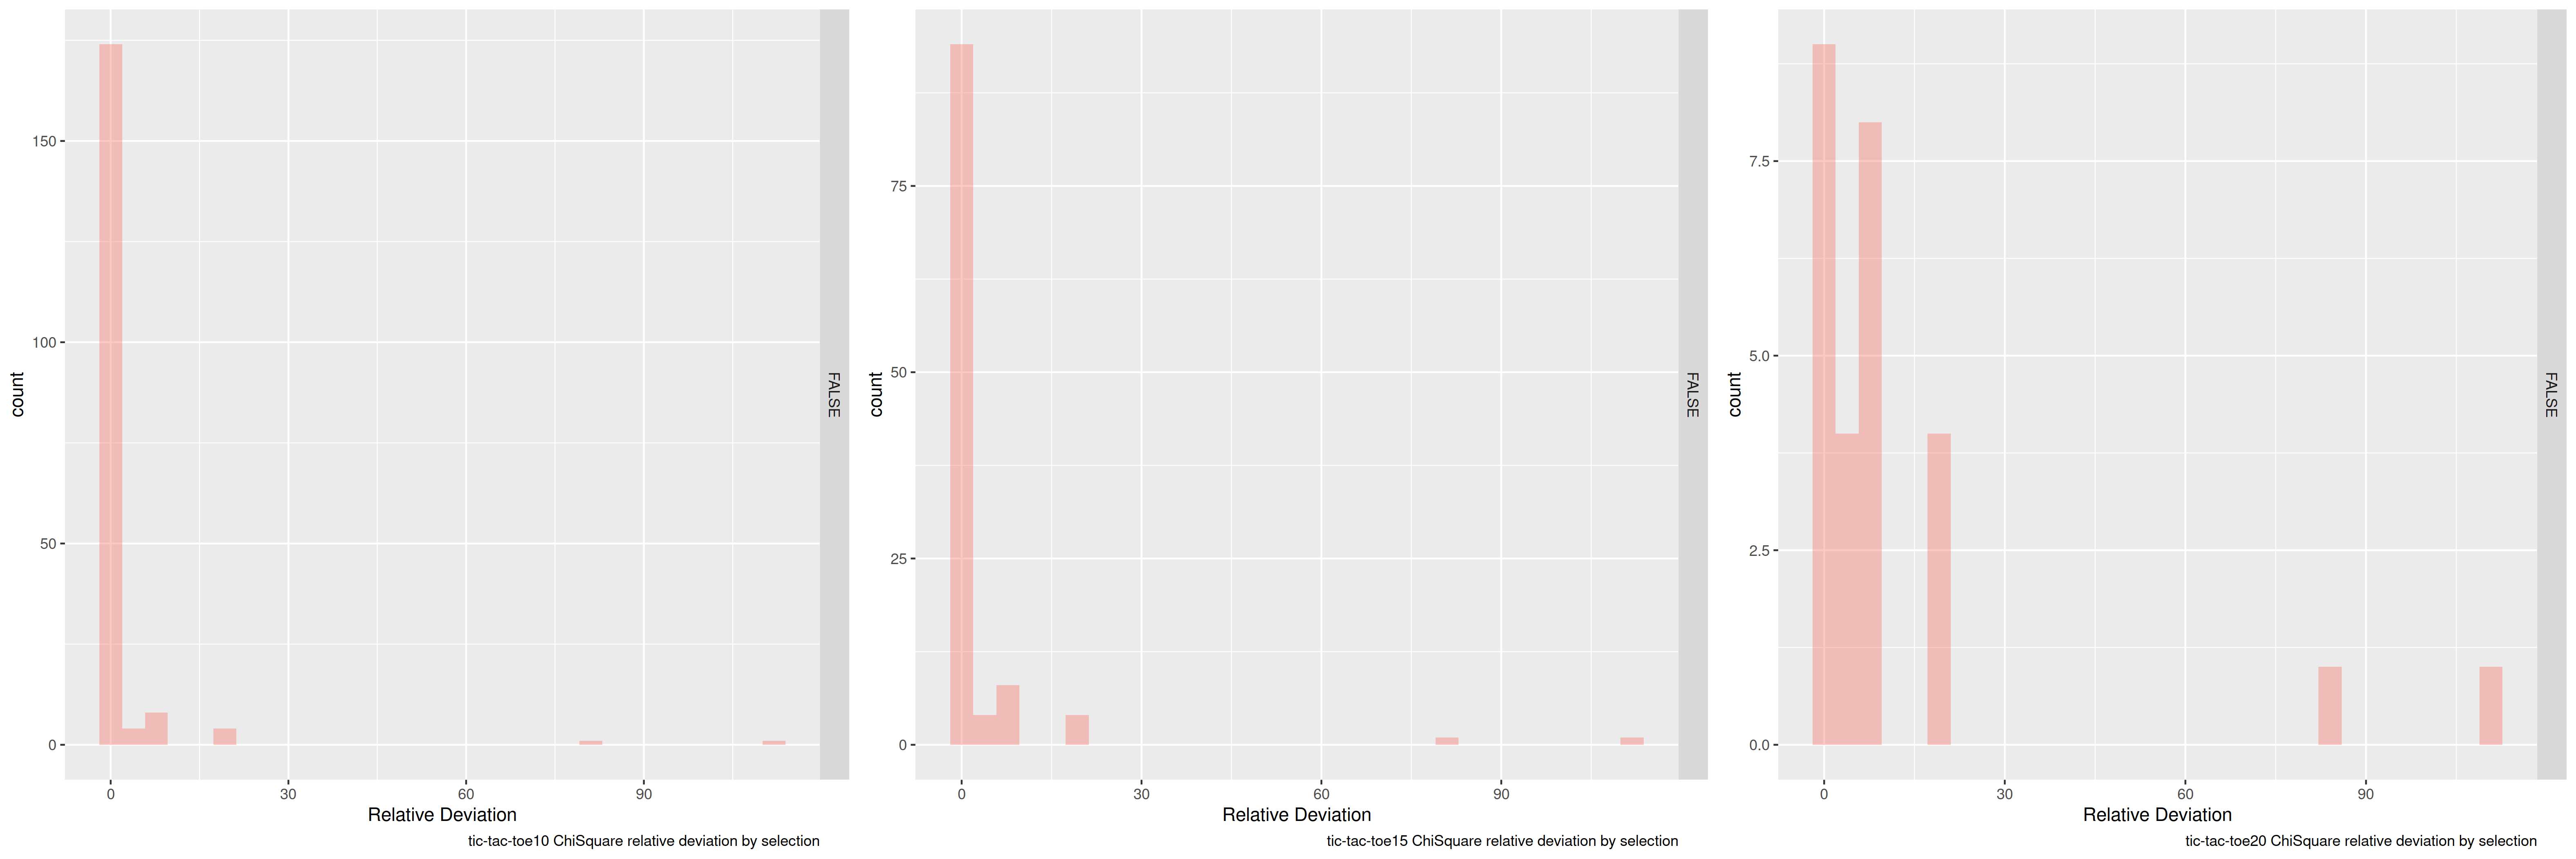 150
100
50
0
count
FALSE
0 30 60 90
Relative Deviation
tic-tac-toe10 ChiSquare relative deviation by selection
75
50
25
0
count
FALSE
0 30 60 90
Relative Deviation
tic-tac-toe15 ChiSquare relative deviation by selection
7.5
5.0
2.5
0.0
count
FALSE
0 30 60 90
Relative Deviation
tic-tac-toe20 ChiSquare relative deviation by selection